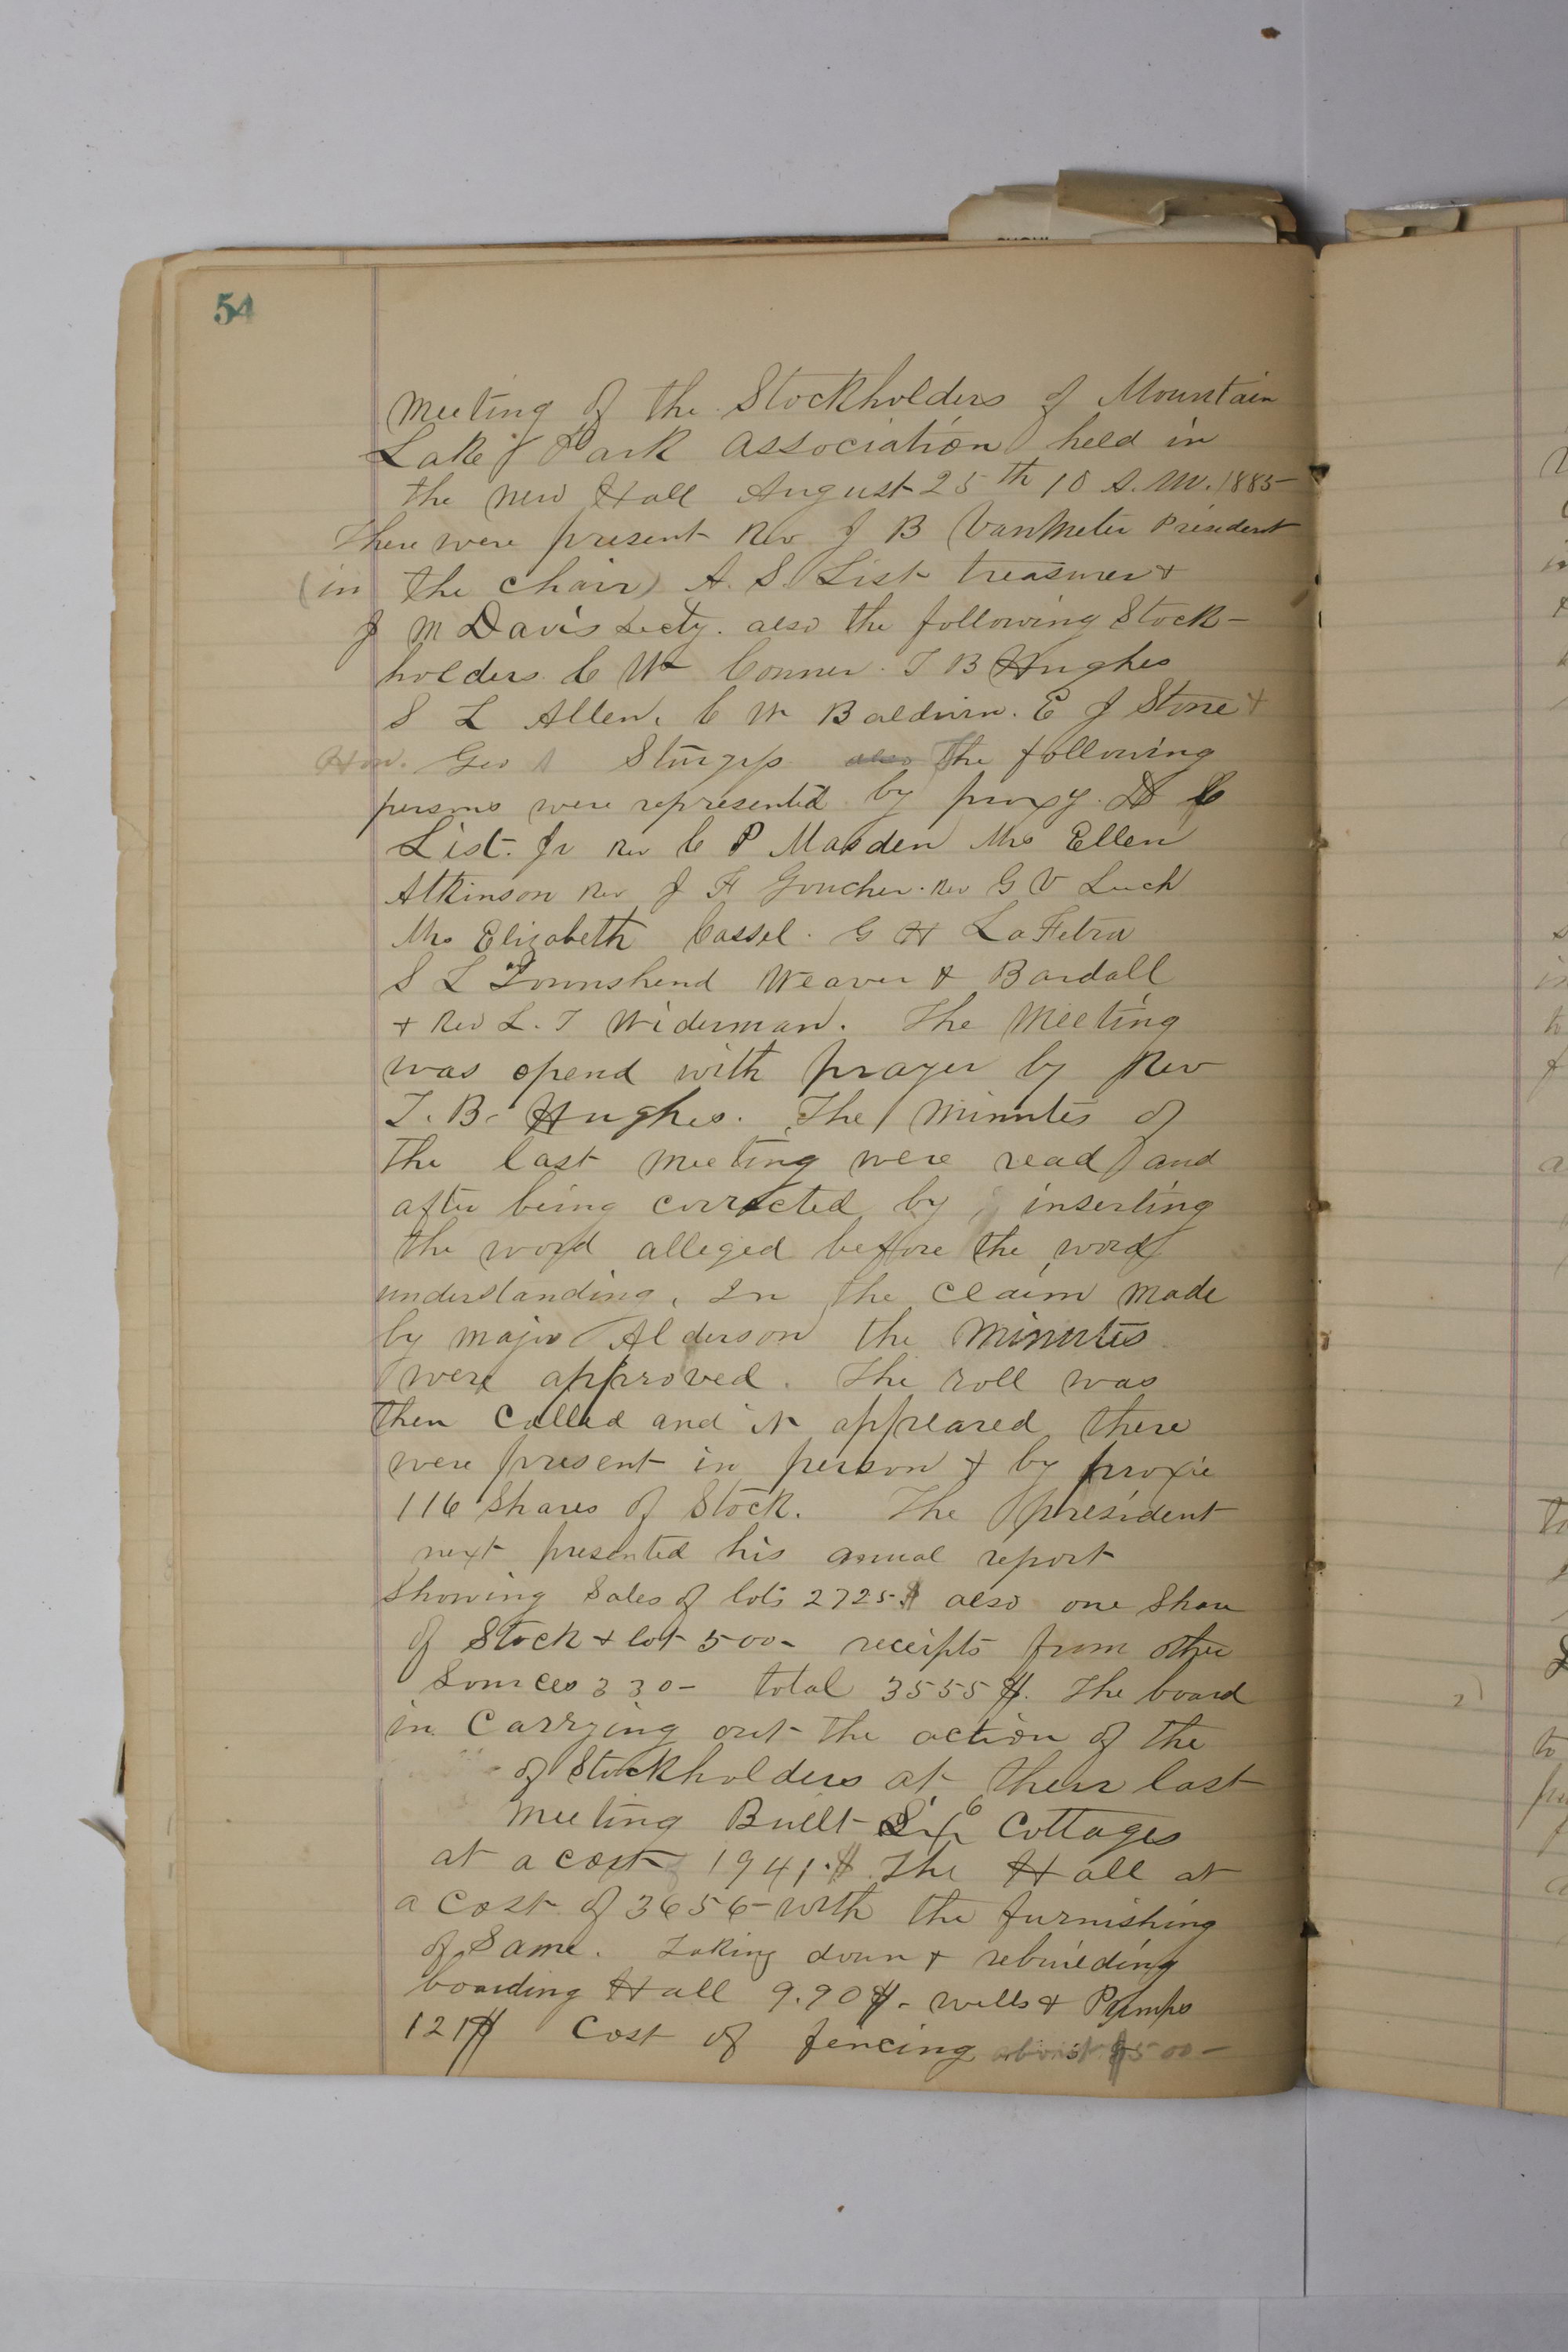 54
Meeting of the Stockholders of Mountain
Lake Park Association held in
the new Hall August 25th 10 A.M. 1885
There were present Rev J B VanMeter President
(in the chair) A. S. List treasurer &
J M Davis Secty. also the following Stock-
holders C W Conner. T B Hughes
S L Allen, C W Baldwin. E J Stone &
Hon. Geo A Sturgiss also The following
persons were represented by proxy. D C
List. Jr Rev C P Masden Mrs Ellen
Atkinson Rev J F Goucher. Rev G V Leech
Mrs Elizabeth Cassel. G H LaFetra
S L Townshend Weaver & Bardall
& Rev L. T Widerman. The Meeting
was opend with prayer by Rev
T. B. Hughes. The minutes of
the last meeting were read and
after being corrected by inserting
the word alleged before the word
understanding, In the claim made
by major Alderson the minutes
were approved. The roll was
then called and it appeared there
were present in person & by proxie
116 Shares of Stock. The president
next presented his annual report
Showing Sales of lots 2725$ also one Share
of Stock & lot 500- receipts from other
Sources 330- total 3555$. The board
in Carrying out the action of the
of Stockholders at their last
meeting Built Six 6 Cottages
at a cost 1941.$ The Hall at
a cost of 3656- with the furnishing
of Same. Taking down & rebuilding
boarding Hall 9.90$- wells & Pumps
121$ Cost of fencing about $500-